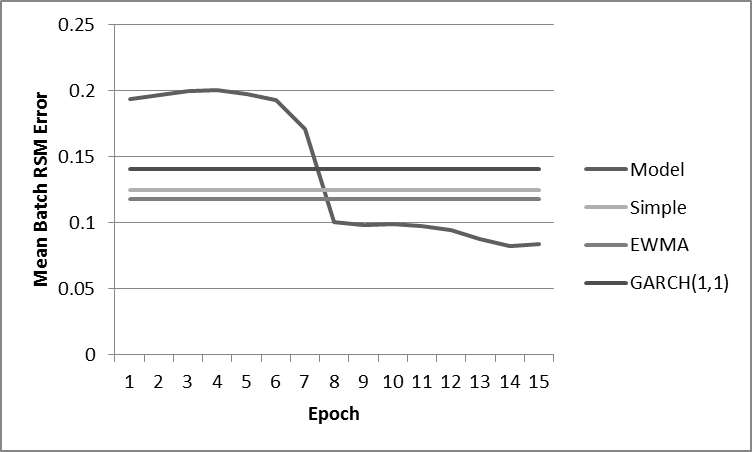 0.25
0.2
0.15
0.1
0.05
0
Mean Batch RSM Error
1 2 3 4 5 6 7 8 9 10 11 12 13 14 15
Epoch
Model
Simple
EWMA
GARCH(1,1)